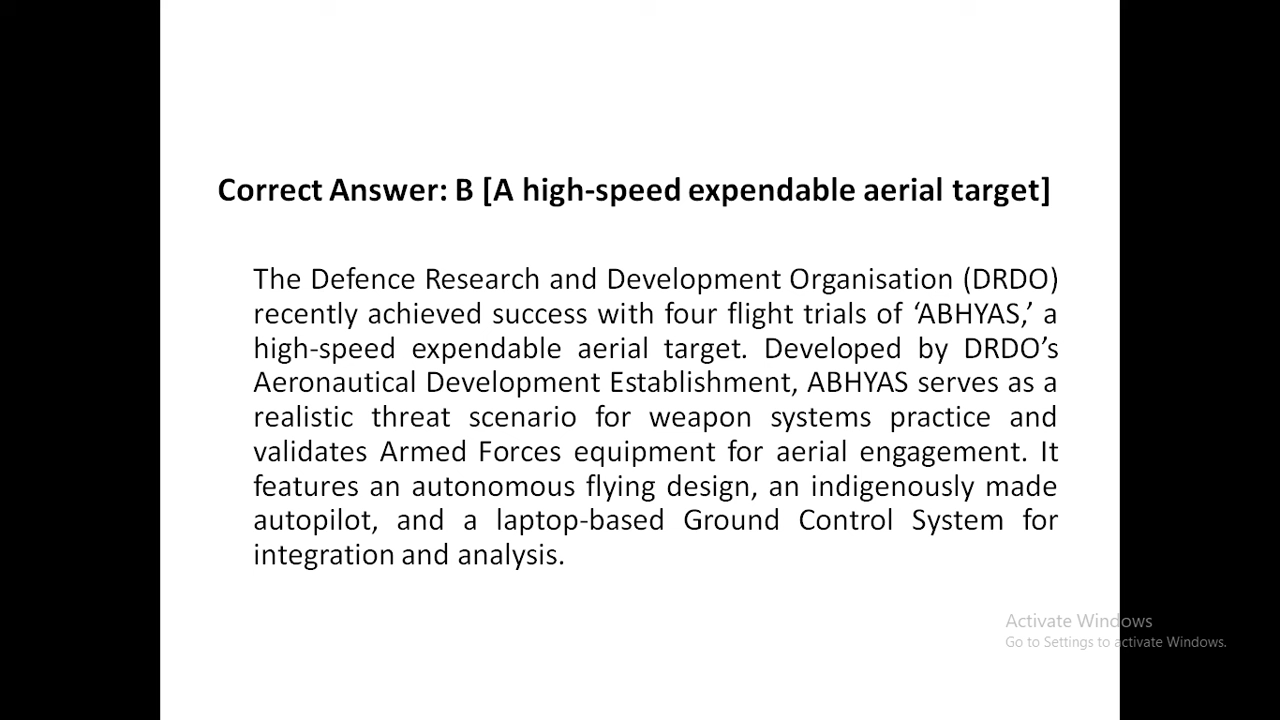 Correct Answer: B [A high-speed expendable aerial target]
The Defence Research and Development Organisation (DRDO)
recently achieved success with four flight trials of ‘ABHYAS,’ a
high-speed expendable aerial target. Developed by DRDO’s
Aeronautical Development Establishment, ABHYAS serves as a
realistic threat scenario for weapon systems practice and
validates Armed Forces equipment for aerial engagement. It
features an autonomous flying design, an indigenously made
autopilot, and a laptop-based Ground Control System for
integration and analysis.
Activate Windows
Go to Settings to activate Windows.